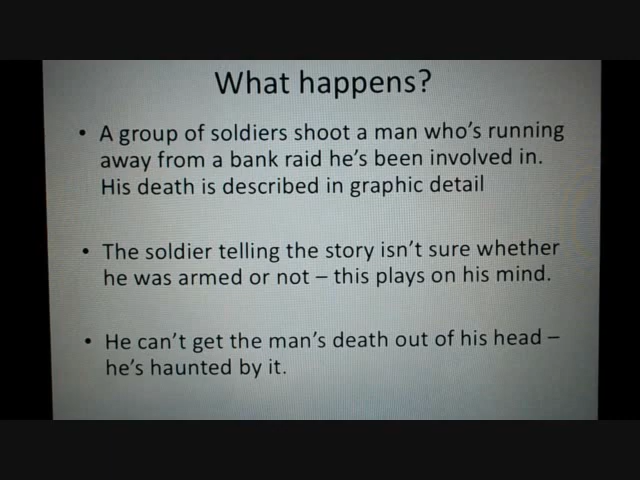 What happens?
• A group of soldiers shoot a man who's running
away from a bank raid he's been involved in.
His death is described in graphic detail
• The soldier telling the story isn't sure whether
he was armed or not – this plays on his mind.
• He can't get the man's death out of his head –
he's haunted by it.